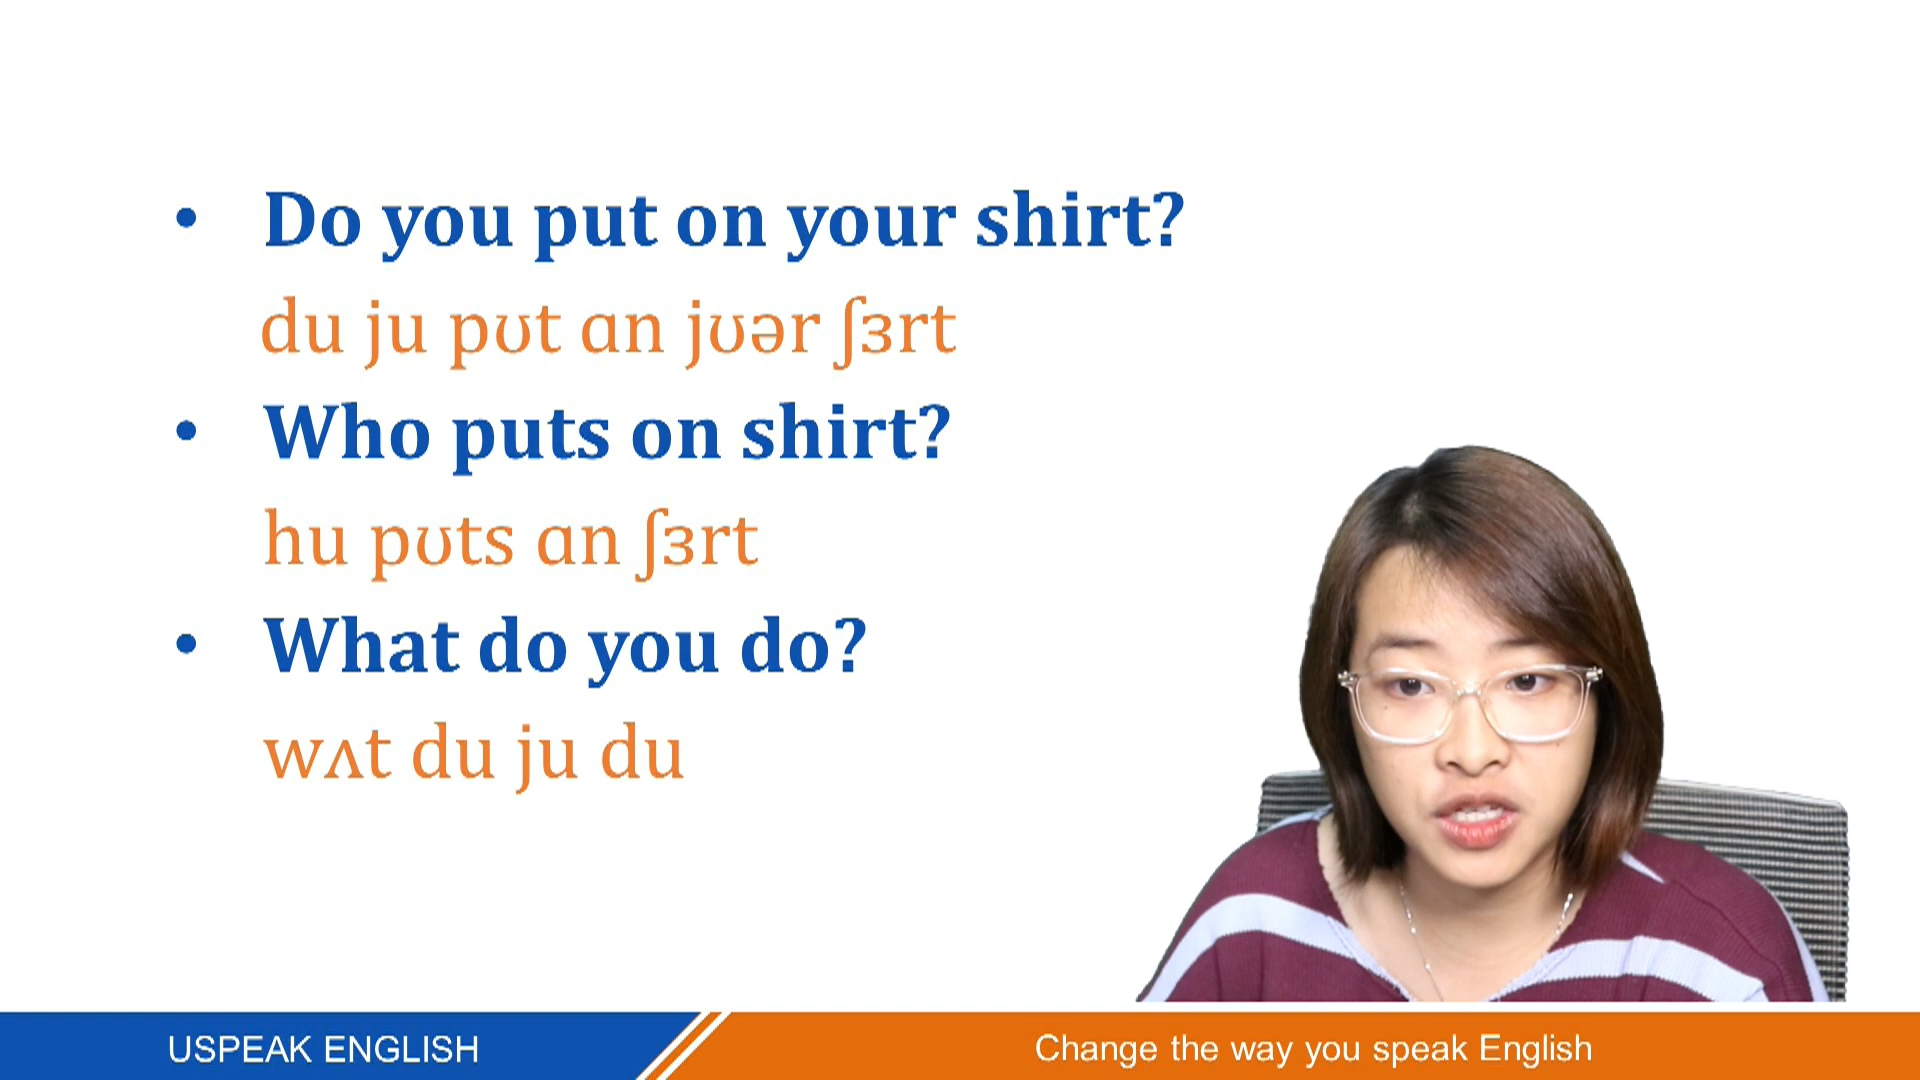 • Do you put on your shirt?
du ju pʊt ɑn jʊər ʃɜrt
• Who puts on shirt?
hu pʊts ɑn ʃɜrt
• What do you do?
wʌt du ju du
USPEAK ENGLISH
Change the way you speak English